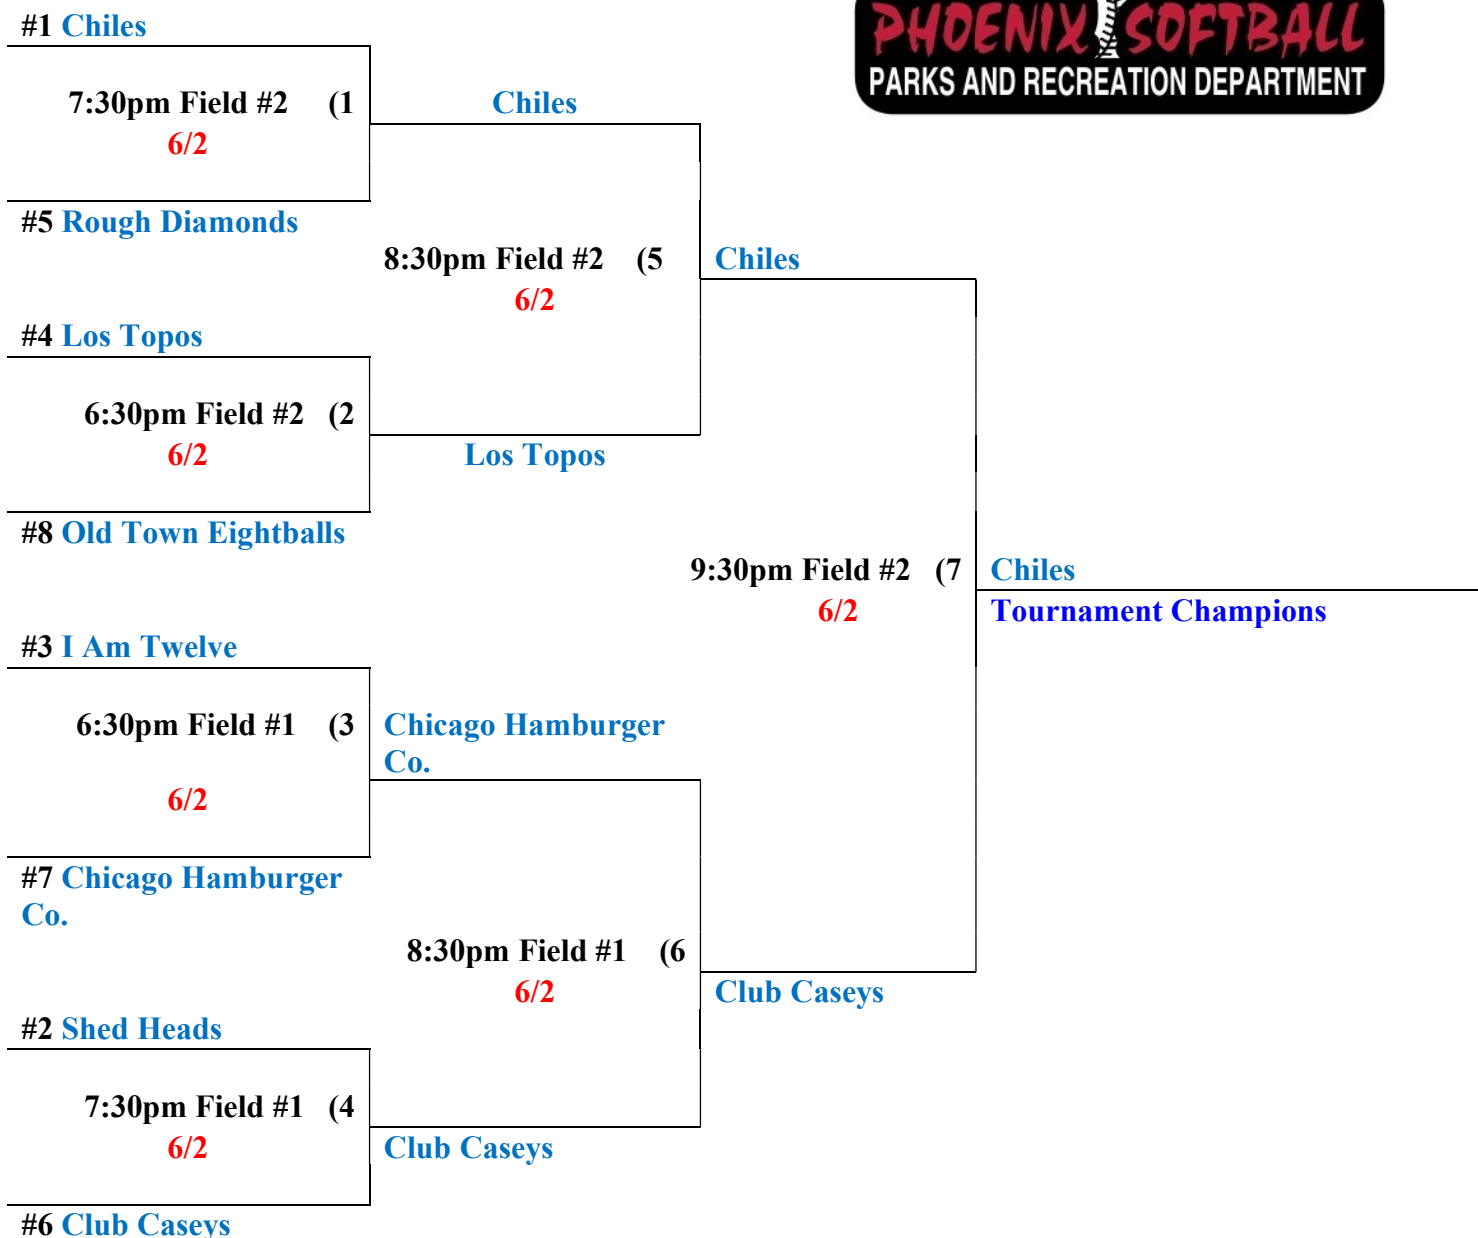 #1 Chiles
PHOENIX SOFTBALL
PARKS AND RECREATION DEPARTMENT
7:30pm Field #2 (1
6/2
Chiles
#5 Rough Diamonds
8:30pm Field #2 (5
6/2
Chiles
#4 Los Topos
6:30pm Field #2 (2
6/2
Los Topos
#8 Old Town Eightballs
9:30pm Field #2 (7
6/2
Chiles
Tournament Champions
#3 I Am Twelve
6:30pm Field #1 (3
6/2
Chicago Hamburger
Co.
#7 Chicago Hamburger
Co.
8:30pm Field #1 (6
6/2
Club Caseys
#2 Shed Heads
7:30pm Field #1 (4
6/2
Club Caseys
#6 Club Caseys